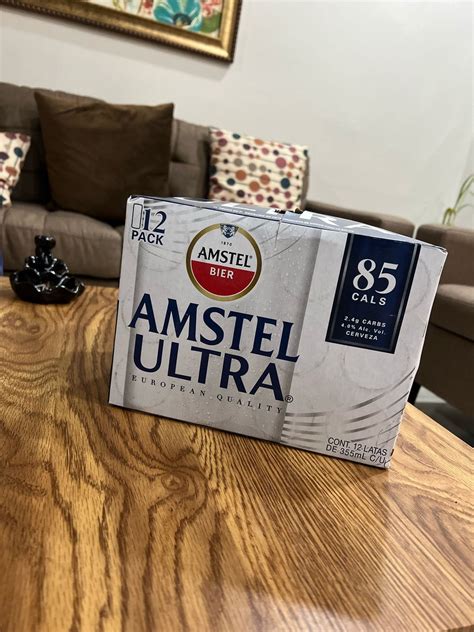 12
PACK
1870
AMSTEL
BIER
AMSTEL
ULTRA®
EUROPEAN QUALITY
85
CALS
2.4g CARBS
4.0% Alc. Vol.
CERVEZA
CONT. 12 LATAS
DE 355mL C/U